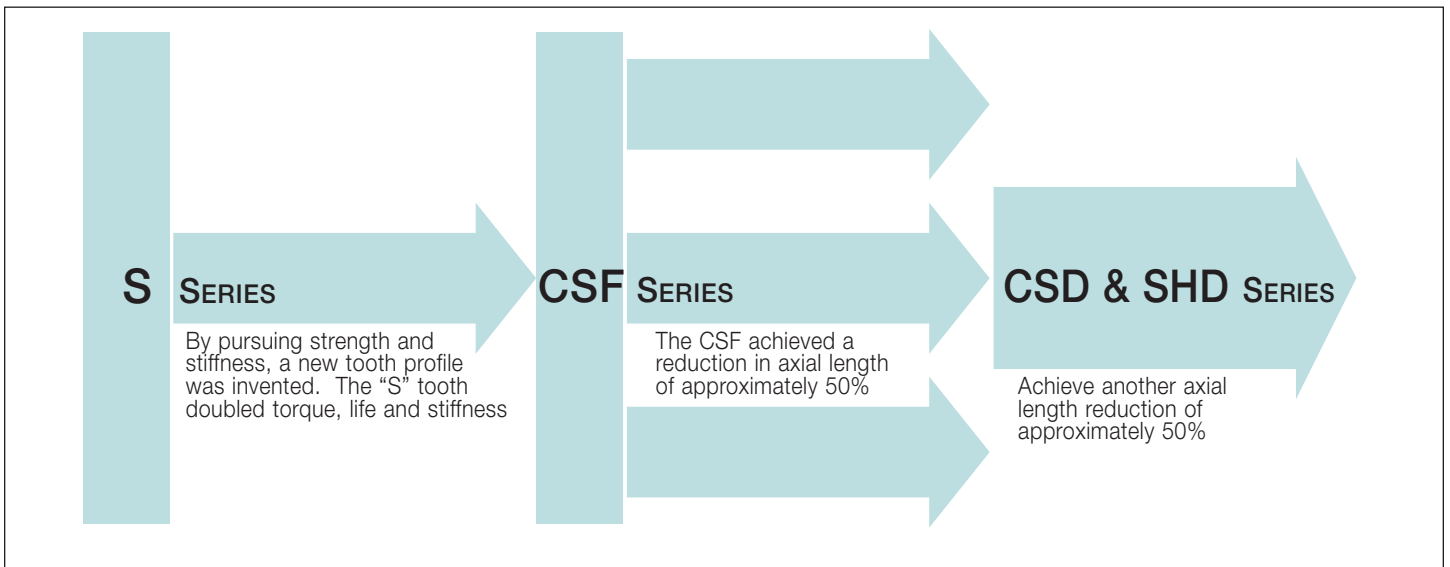 S SERIES
By pursuing strength and
stiffness, a new tooth profile
was invented. The “S” tooth
doubled torque, life and stiffness
CSF SERIES
The CSF achieved a
reduction in axial length
of approximately 50%
CSD & SHD SERIES
Achieve another axial
length reduction of
approximately 50%